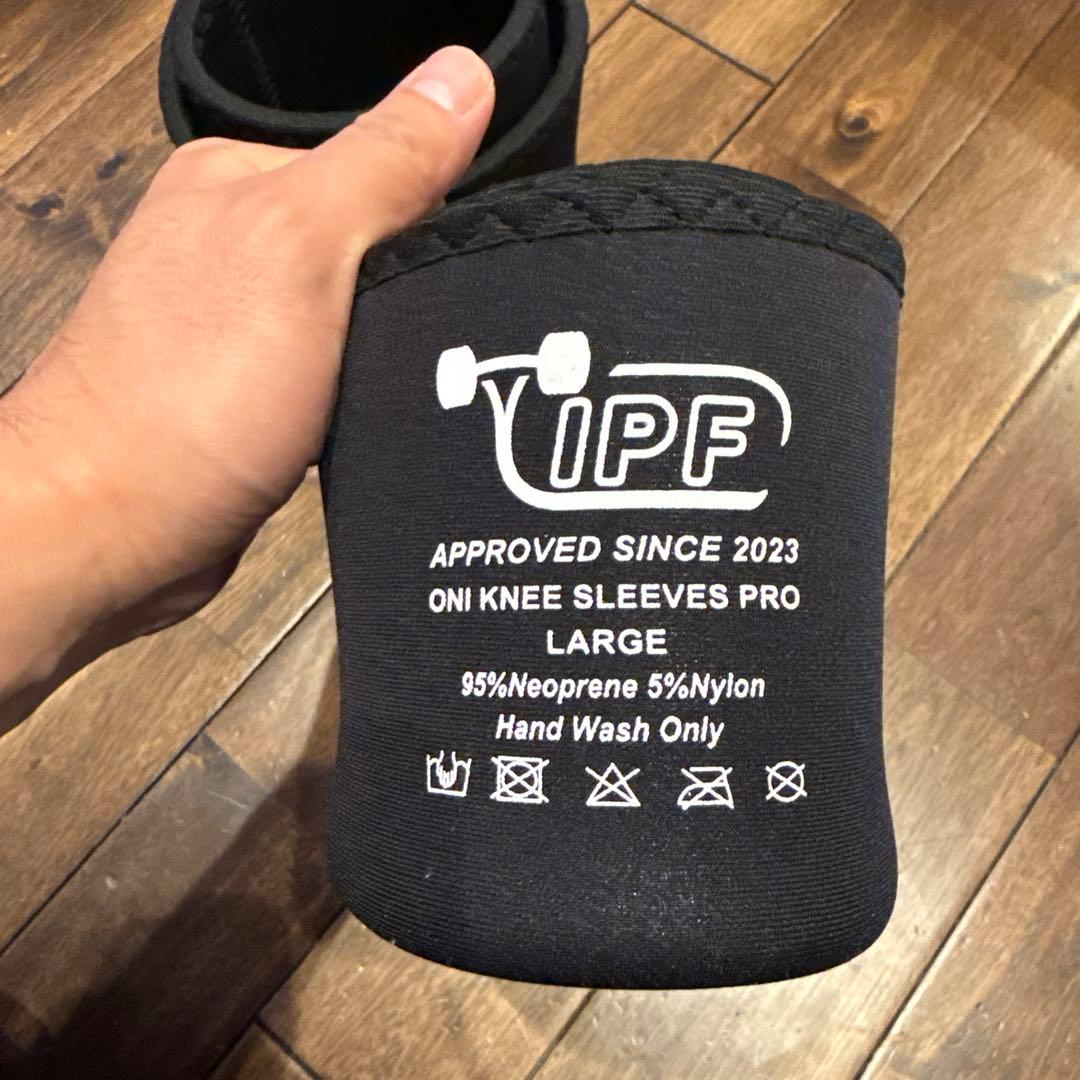 IPF
APPROVED SINCE 2023
ONI KNEE SLEEVES PRO
LARGE
95%Neoprene 5%Nylon
Hand Wash Only